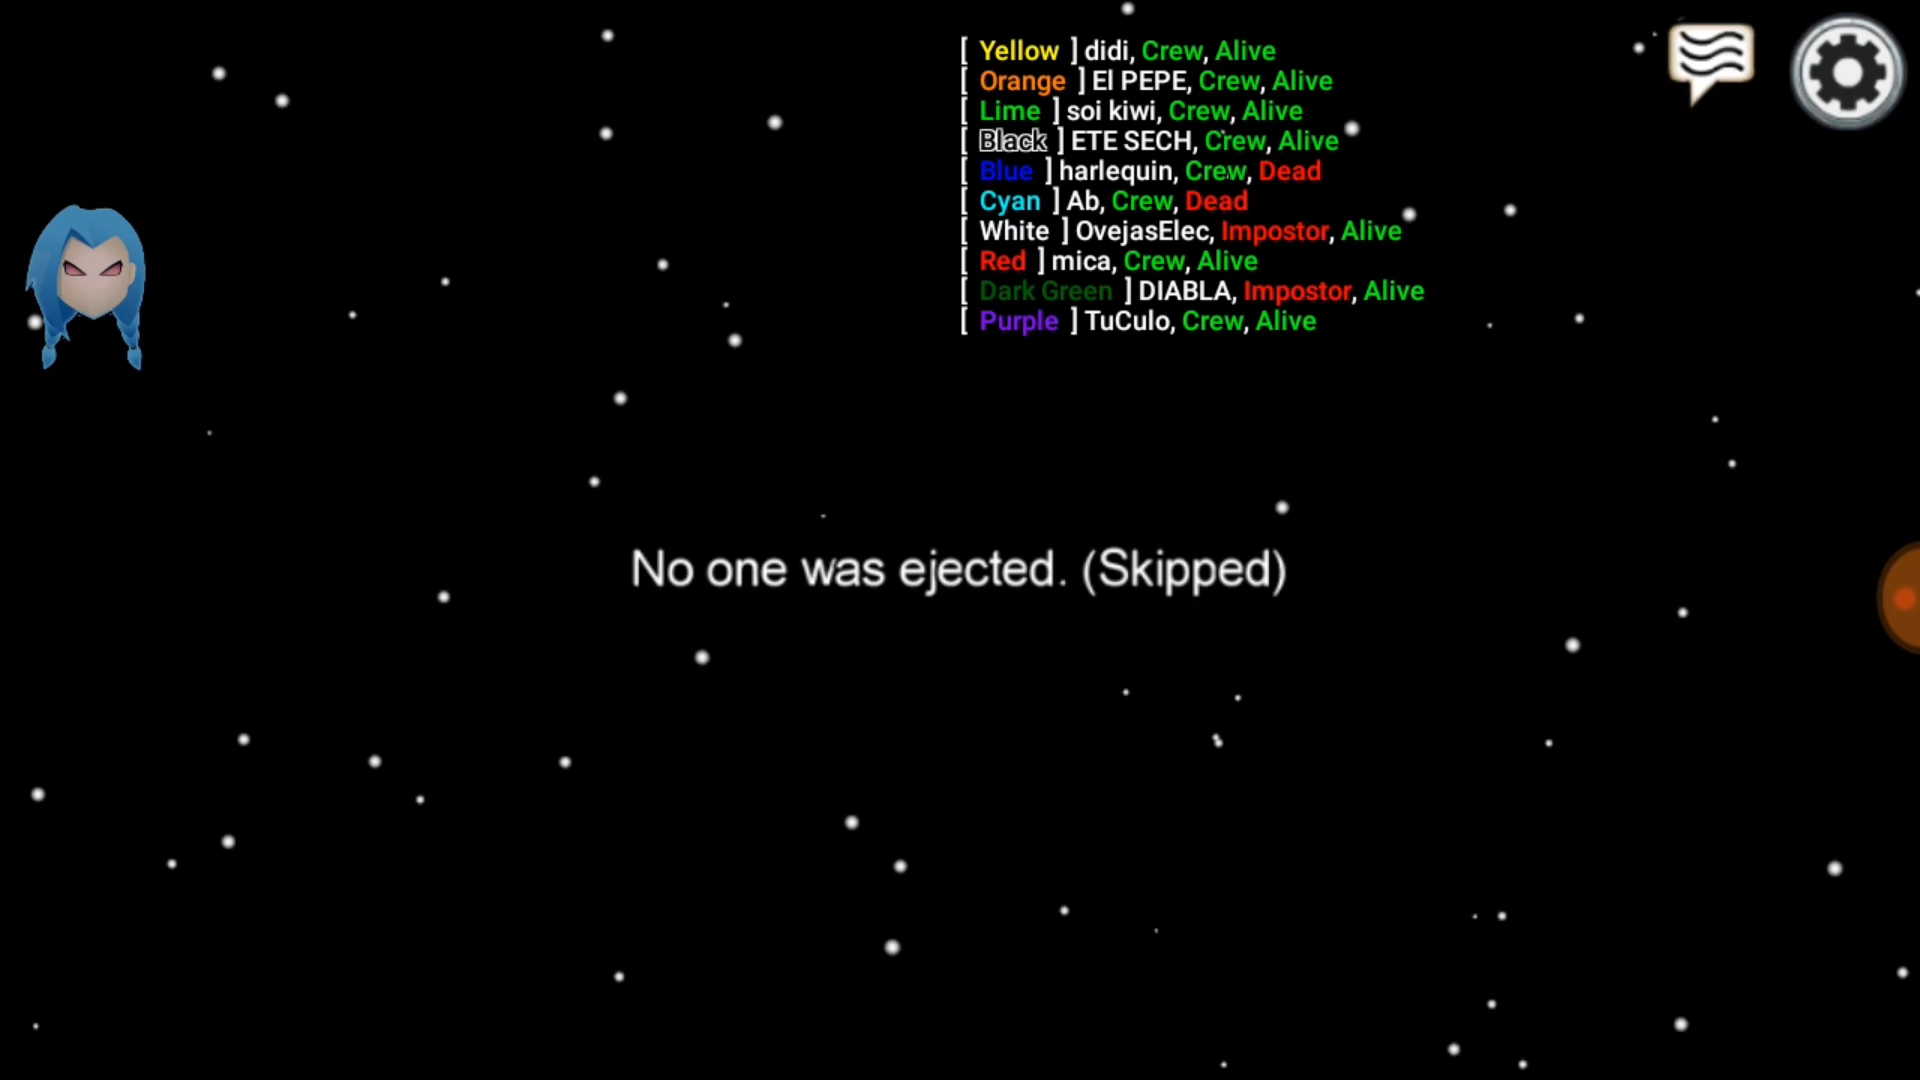 [ Yellow ] didi, Crew, Alive
[ Orange ] El PEPE, Crew, Alive
[ Lime ] soi kiwi, Crew, Alive
[ Black ] ETE SECH, Crew, Alive
[ Blue ] harlequin, Crew, Dead
[ Cyan ] Ab, Crew, Dead
[ White ] OvejasElec, Impostor, Alive
[ Red ] mica, Crew, Alive
[ Dark Green ] DIABLA, Impostor, Alive
[ Purple ] TuCulo, Crew, Alive
No one was ejected. (Skipped)